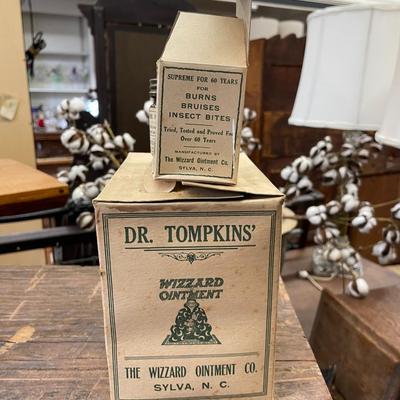 SUPREME FOR 60 YEARS
FOR
BURNS
BRUISES
INSECT BITES
Tried, Tested and Proved For
Over 60 Years
MANUFACTURED BY
The Wizzard Ointment Co.
SYLVA, N. C.
DR. TOMPKINS'
WIZZARD
OINTMENT
THE WIZZARD OINTMENT CO.
SYLVA, N. C.